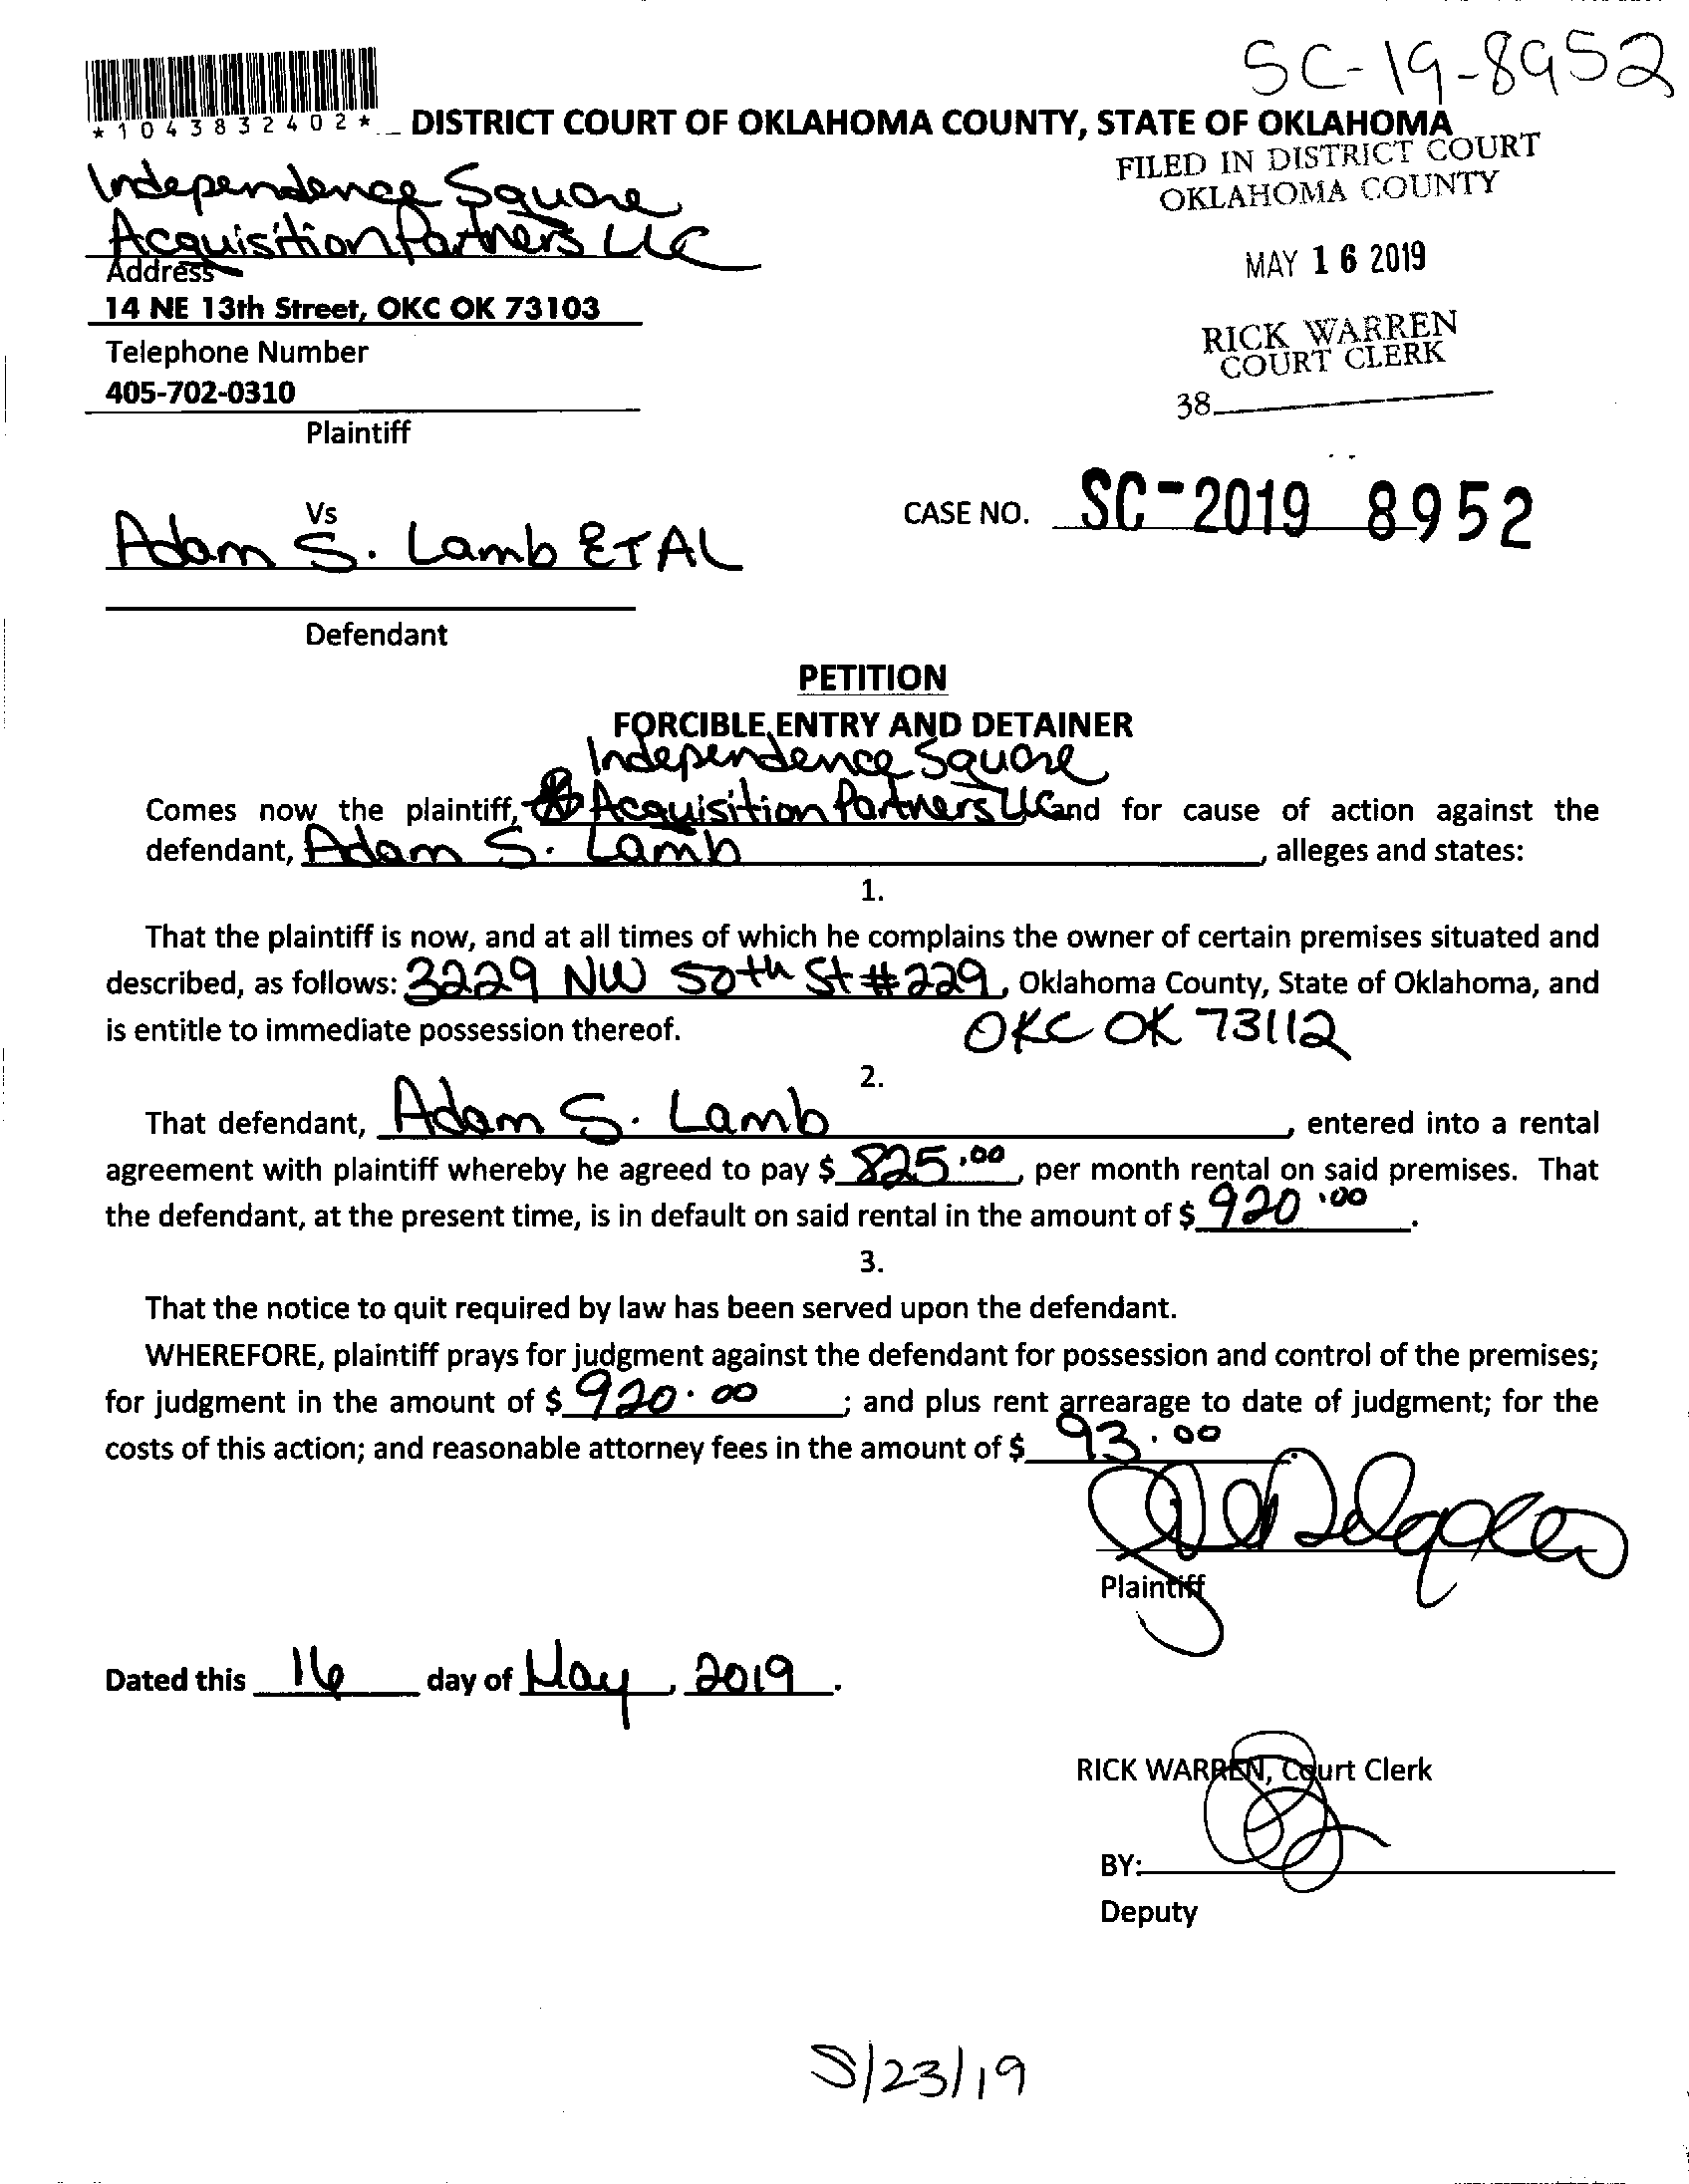 SC-19-8952
*1043832402*
DISTRICT COURT OF OKLAHOMA COUNTY, STATE OF OKLAHOMA
FILED IN DISTRICT COURT
OKLAHOMA COUNTY
MAY 16 2019
RICK WARREN
COURT CLERK
38
Independence Square
Acquisition Partners LLC
Address
14 NE 13th Street, OKC OK 73103
Telephone Number
405-702-0310
Plaintiff
Vs
CASE NO. SC-2019 8952
Adam S. Lamb ETAL
Defendant
PETITION
FORCIBLE ENTRY AND DETAINER
Independence Square
Comes now the plaintiff, Acquisition Partners LLC and for cause of action against the
defendant, Adam S. Lamb, alleges and states:
1.
That the plaintiff is now, and at all times of which he complains the owner of certain premises situated and
described, as follows: 3229 NW 50th St #229, Oklahoma County, State of Oklahoma, and
is entitle to immediate possession thereof. OKC OK 73112
2.
That defendant, Adam S. Lamb, entered into a rental
agreement with plaintiff whereby he agreed to pay $ 825.00, per month rental on said premises. That
the defendant, at the present time, is in default on said rental in the amount of $ 920.00.
3.
That the notice to quit required by law has been served upon the defendant.
WHEREFORE, plaintiff prays for judgment against the defendant for possession and control of the premises;
for judgment in the amount of $ 920.00; and plus rent arrearage to date of judgment; for the
costs of this action; and reasonable attorney fees in the amount of $ 93.00
Plaintiff
Dated this 16 day of May, 2019.
RICK WARREN, Court Clerk
BY:
Deputy
5/23/19